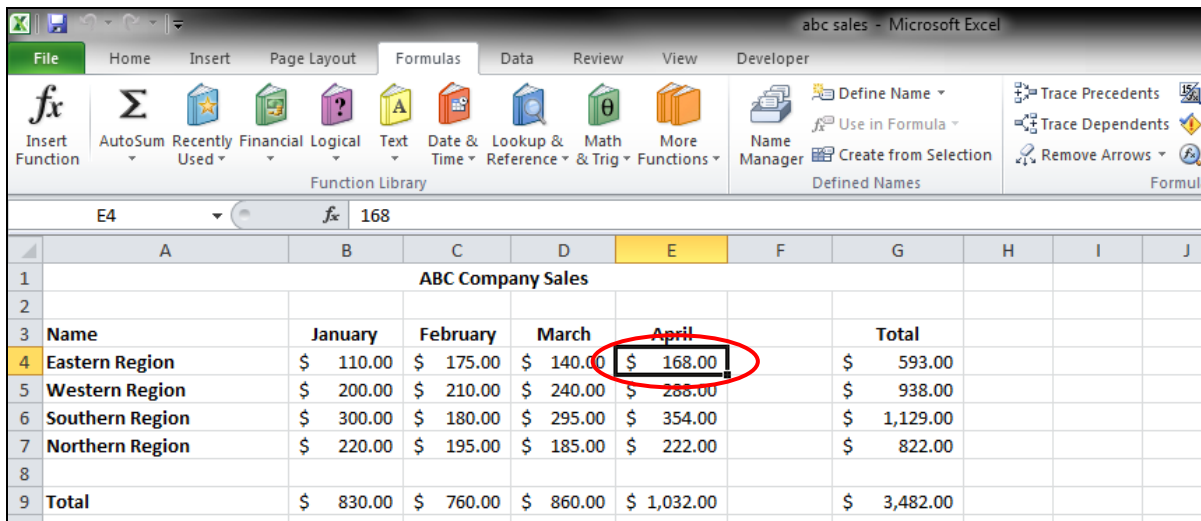 abc sales - Microsoft Excel
File Home Insert Page Layout Formulas Data Review View Developer
fx Σ ? A θ Define Name Trace Precedents
Insert Function AutoSum Recently Used Financial Logical Text Date & Time Lookup & Reference Math & Trig More Functions Name Manager fx Use in Formula Trace Dependents
Create from Selection Remove Arrows
Function Library Defined Names Formul
E4 fx 168
A B C D E F G H I J
1 ABC Company Sales
2
3 Name January February March April Total
4 Eastern Region $ 110.00 $ 175.00 $ 140.00 $ 168.00 $ 593.00
5 Western Region $ 200.00 $ 210.00 $ 240.00 $ 288.00 $ 938.00
6 Southern Region $ 300.00 $ 180.00 $ 295.00 $ 354.00 $ 1,129.00
7 Northern Region $ 220.00 $ 195.00 $ 185.00 $ 222.00 $ 822.00
8
9 Total $ 830.00 $ 760.00 $ 860.00 $ 1,032.00 $ 3,482.00